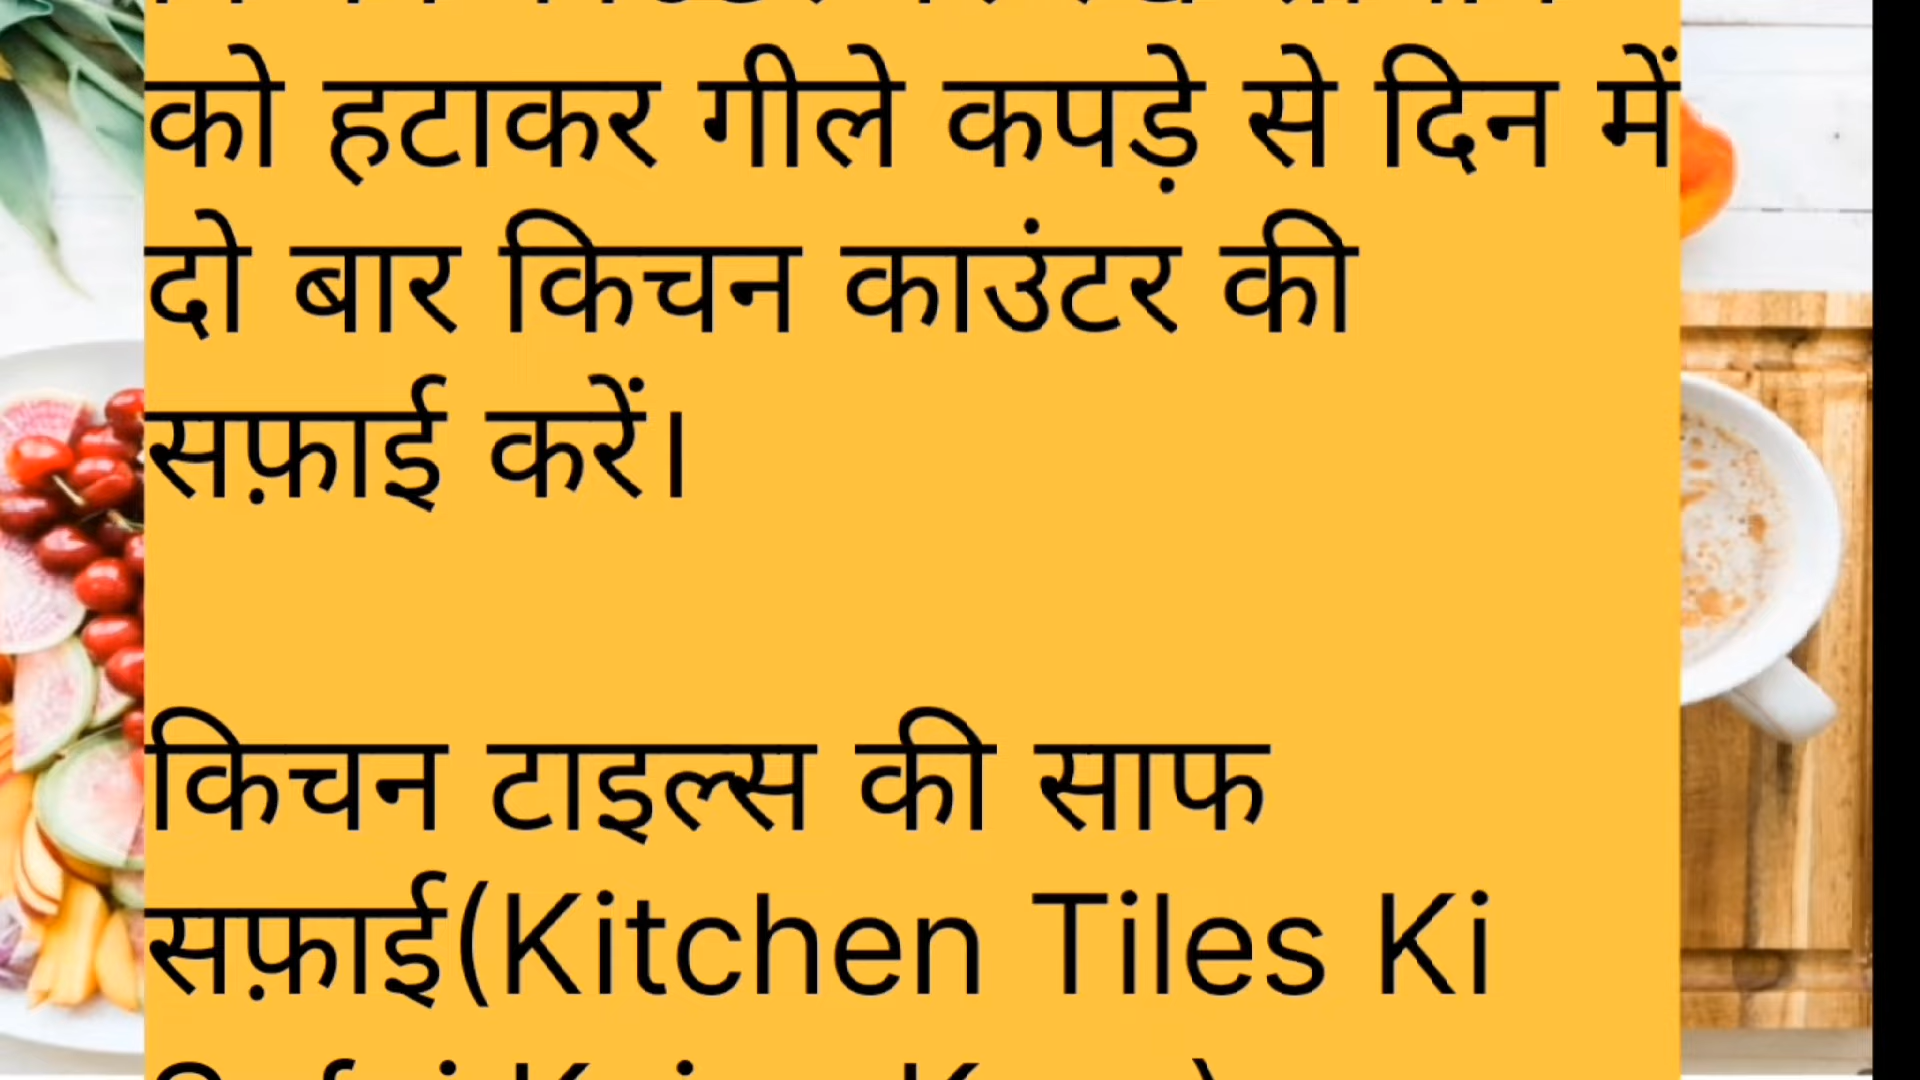 को हटाकर गीले कपड़े से दिन में
दो बार किचन काउंटर की
सफ़ाई करें।
किचन टाइल्स की साफ
सफ़ाई(Kitchen Tiles Ki